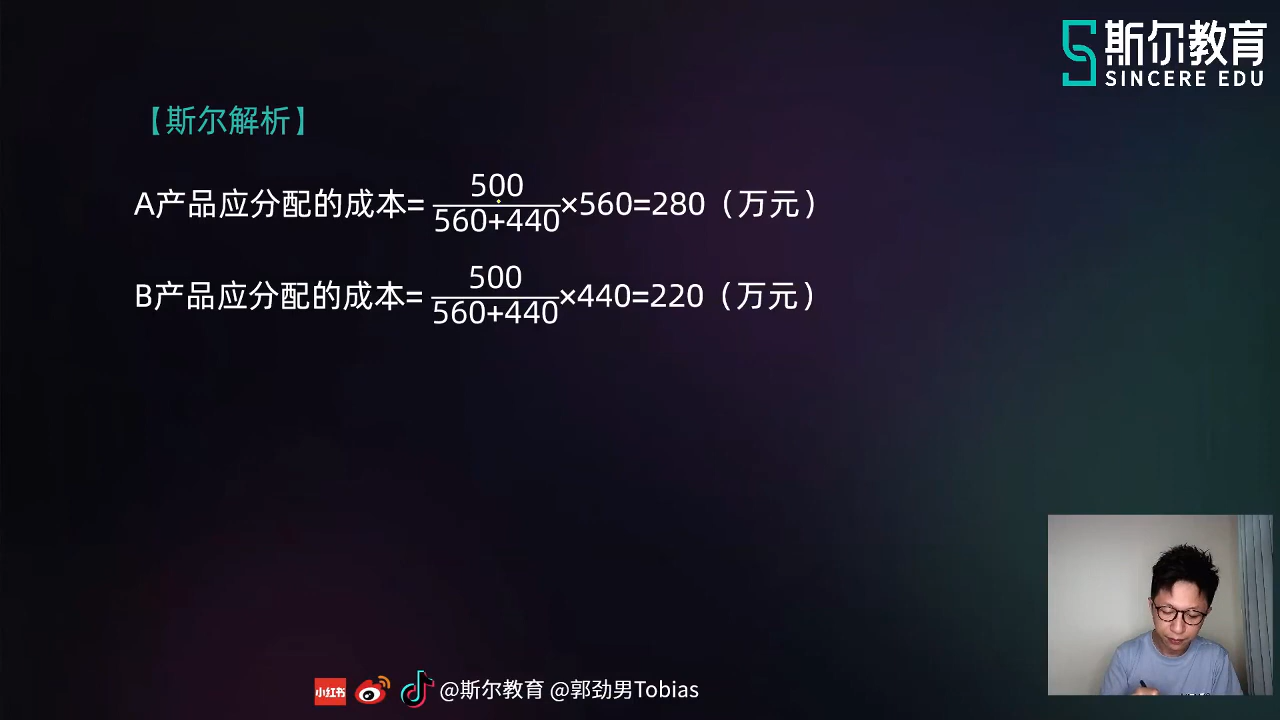 斯尔教育
SINCERE EDU
【斯尔解析】
A产品应分配的成本=500/(560+440)×560=280（万元）
B产品应分配的成本=500/(560+440)×440=220（万元）
小红书 @斯尔教育 @郭劲男Tobias